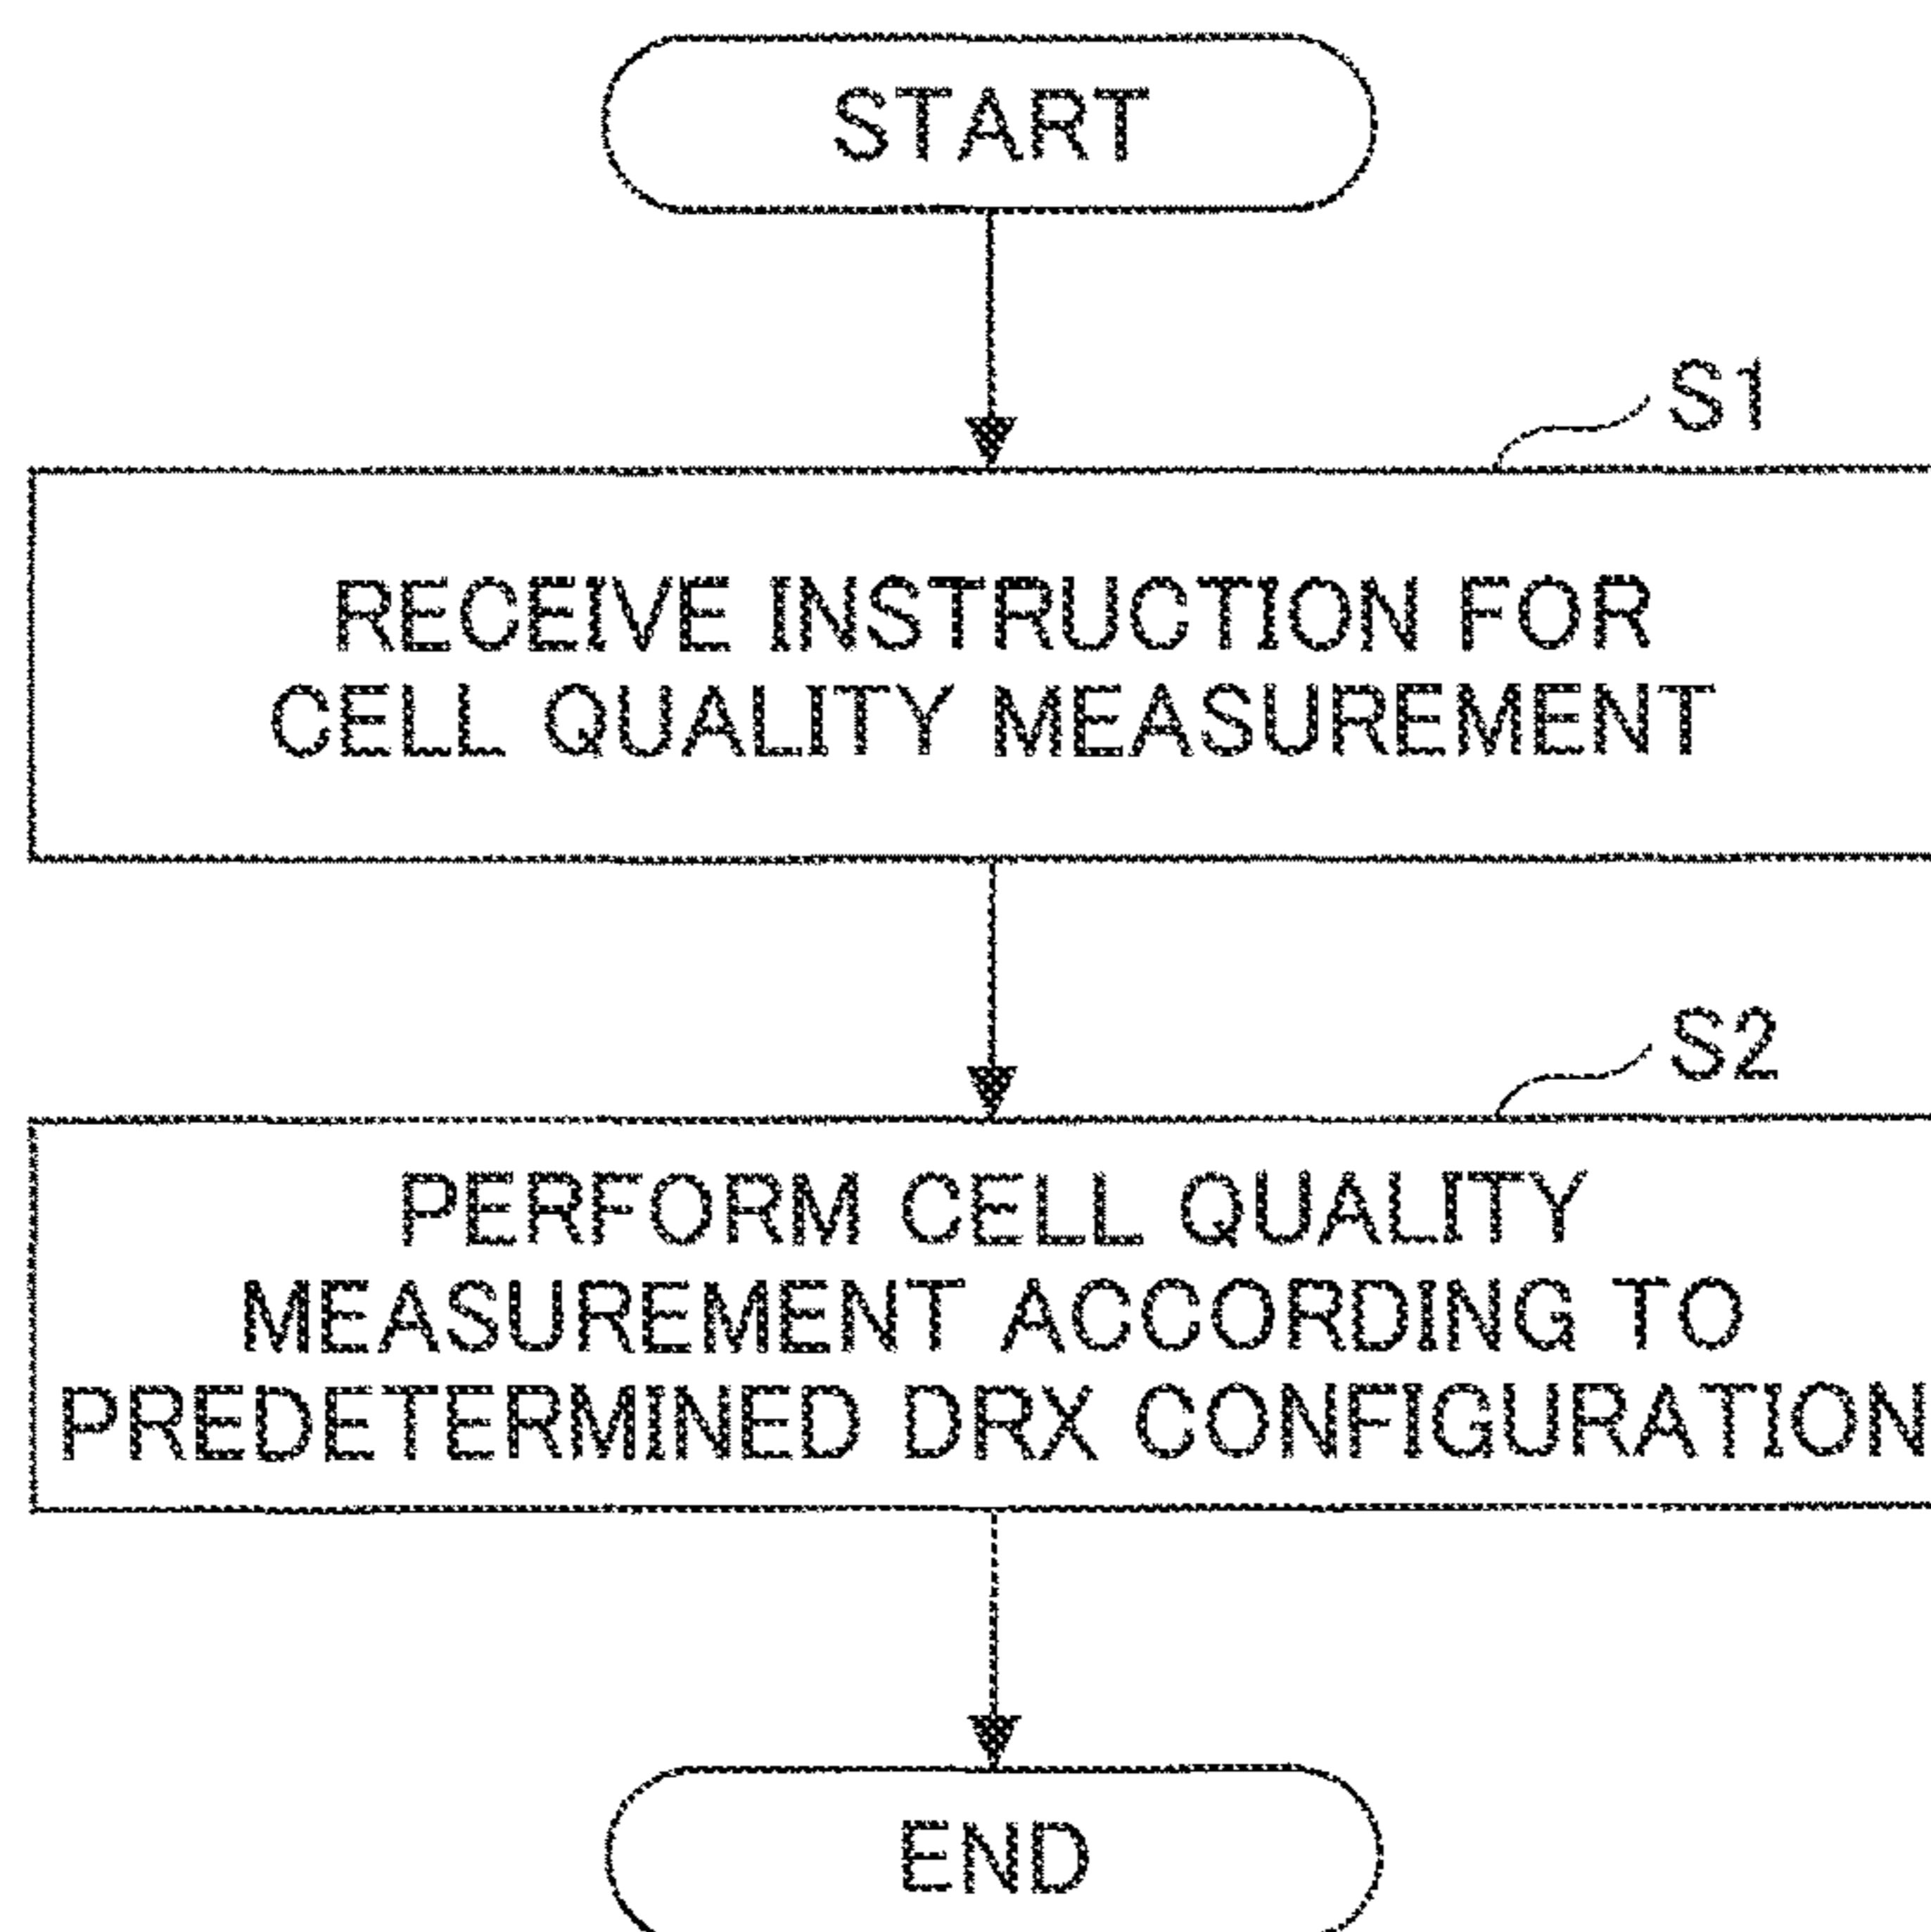 START
S1
RECEIVE INSTRUCTION FOR
CELL QUALITY MEASUREMENT
S2
PERFORM CELL QUALITY
MEASUREMENT ACCORDING TO
PREDETERMINED DRX CONFIGURATION
END